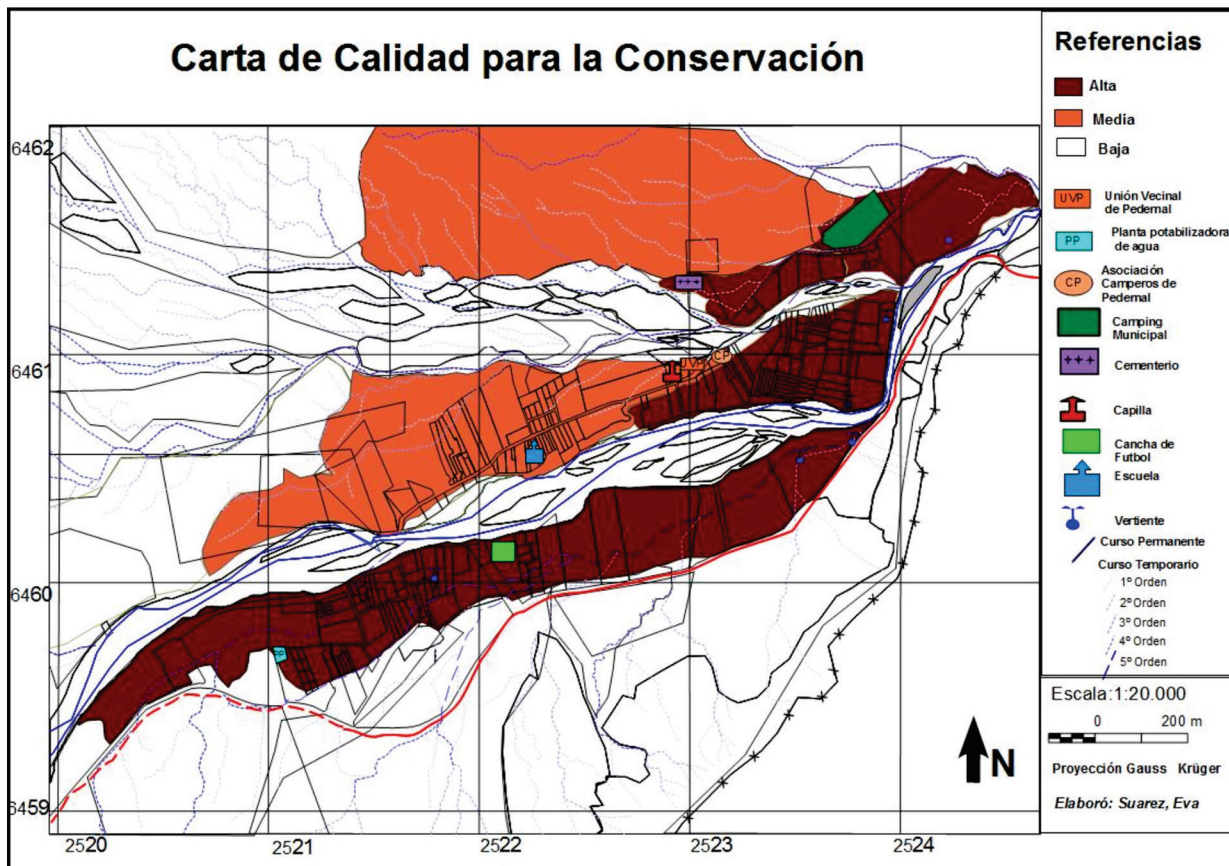 Carta de Calidad para la Conservación
6462
6461
6460
6459
2520
2521
2522
2523
2524
UVP
CP
+++
PP
Referencias
Alta
Media
Baja
UVP
Unión Vecinal
de Pedernal
PP
Planta potabilizadora
de agua
CP
Asociación
Camperos de
Pedernal
Camping
Municipal
+++
Cementerio
Capilla
Cancha de
Futbol
Escuela
Vertiente
Curso Permanente
Curso Temporario
1º Orden
2º Orden
3º Orden
4º Orden
5º Orden
Escala:1:20.000
0 200 m
N
Proyección Gauss Krüger
Elaboró: Suarez, Eva